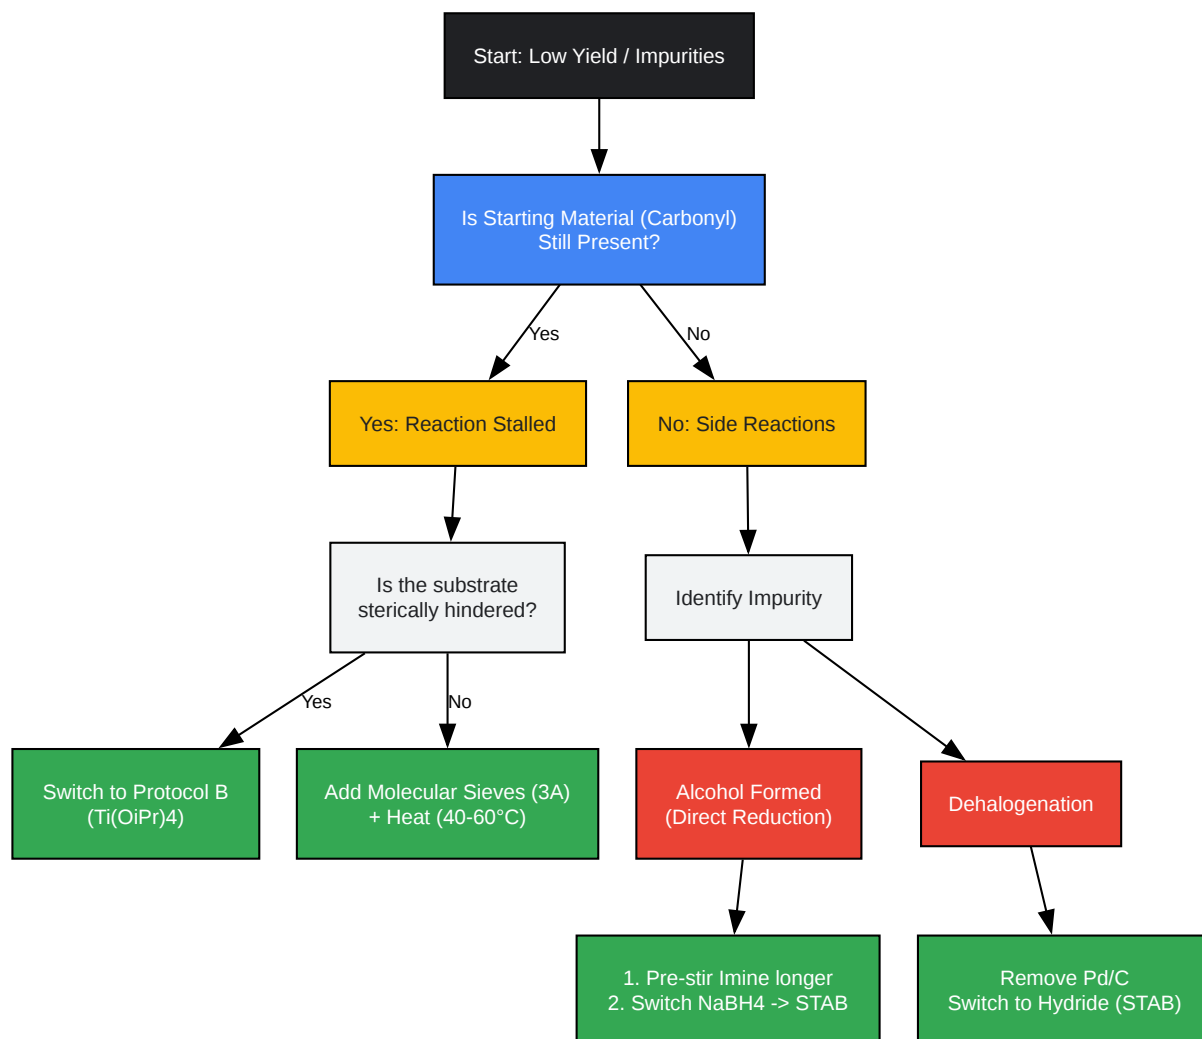 Start: Low Yield / Impurities
Is Starting Material (Carbonyl)
Still Present?
Yes
No
Yes: Reaction Stalled
No: Side Reactions
Is the substrate
sterically hindered?
Identify Impurity
Yes
No
Switch to Protocol B
(Ti(OiPr)4)
Add Molecular Sieves (3A)
+ Heat (40-60°C)
Alcohol Formed
(Direct Reduction)
Dehalogenation
1. Pre-stir Imine longer
2. Switch NaBH4 -> STAB
Remove Pd/C
Switch to Hydride (STAB)